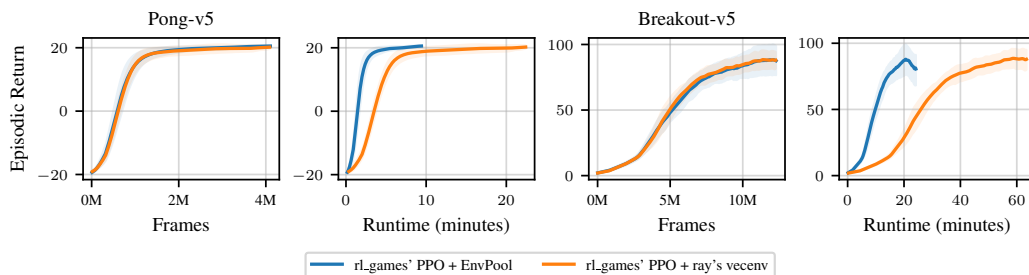 Pong-v5
Breakout-v5
Episodic Return
20
0
−20
0M
2M
4M
Frames
20
0
−20
0
10
20
Runtime (minutes)
100
50
0
0M
5M
10M
Frames
100
50
0
0
20
40
60
Runtime (minutes)
rl_games' PPO + EnvPool
rl_games' PPO + ray's vecenv